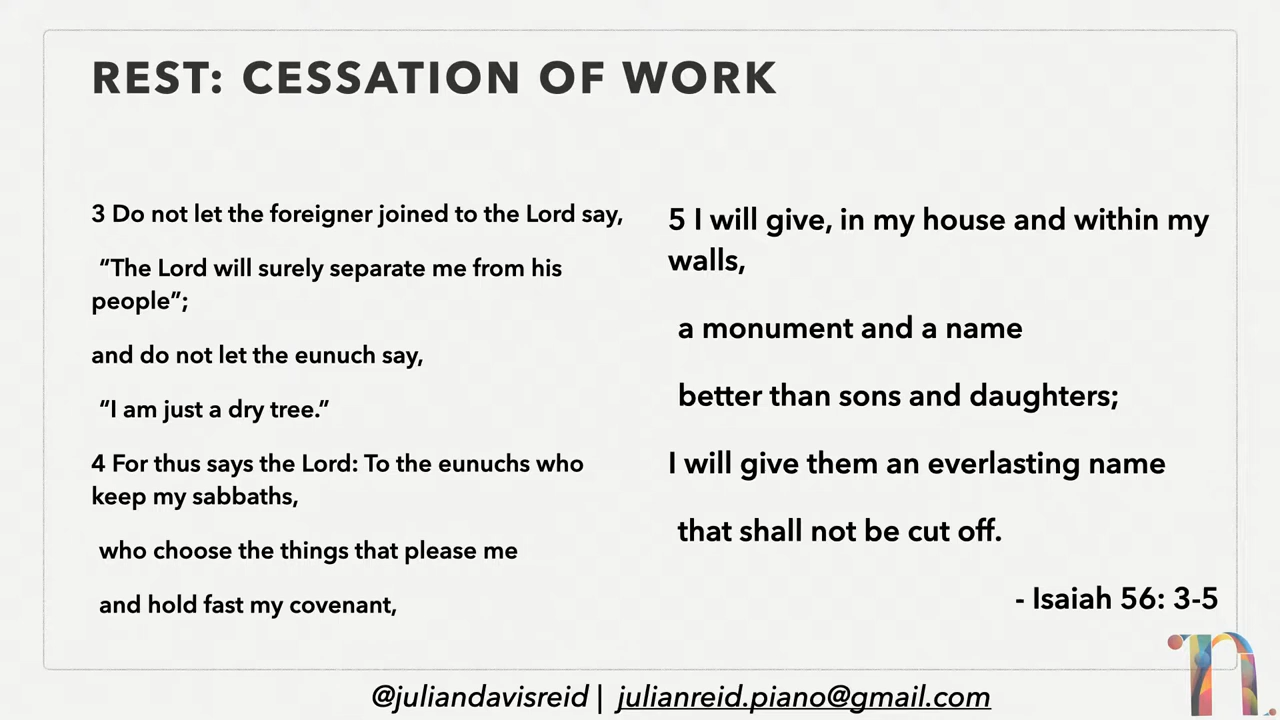 REST: CESSATION OF WORK
3 Do not let the foreigner joined to the Lord say,
“The Lord will surely separate me from his
people”;
and do not let the eunuch say,
“I am just a dry tree.”
4 For thus says the Lord: To the eunuchs who
keep my sabbaths,
who choose the things that please me
and hold fast my covenant,
5 I will give, in my house and within my
walls,
a monument and a name
better than sons and daughters;
I will give them an everlasting name
that shall not be cut off.
- Isaiah 56: 3-5
@juliandavisreid | julianreid.piano@gmail.com
n